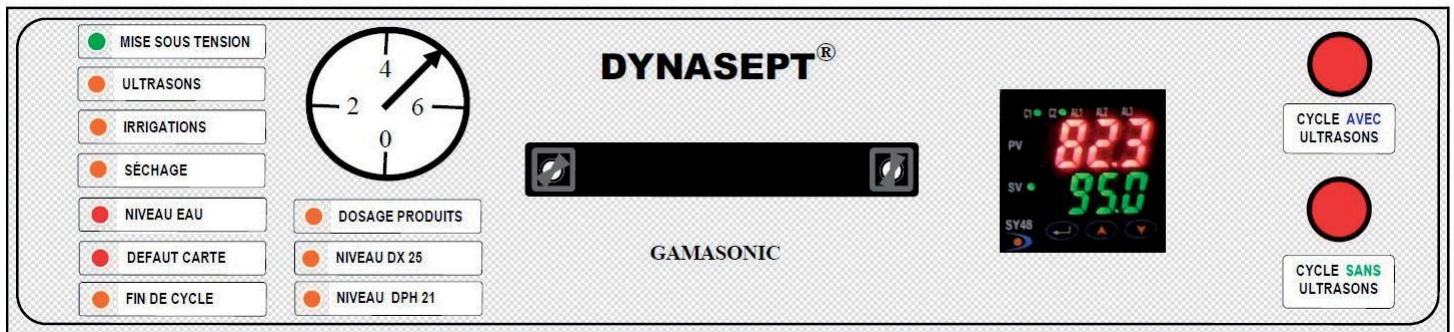 MISE SOUS TENSION
ULTRASONS
IRRIGATIONS
SÉCHAGE
NIVEAU EAU
DEFAUT CARTE
FIN DE CYCLE
4
2
6
0
DOSAGE PRODUITS
NIVEAU DX 25
NIVEAU DPH 21
DYNASEPT®
GAMASONIC
C1 C2 AL1 AL2 AL3
PV 82.3
SV 95.0
SY48
CYCLE AVEC
ULTRASONS
CYCLE SANS
ULTRASONS